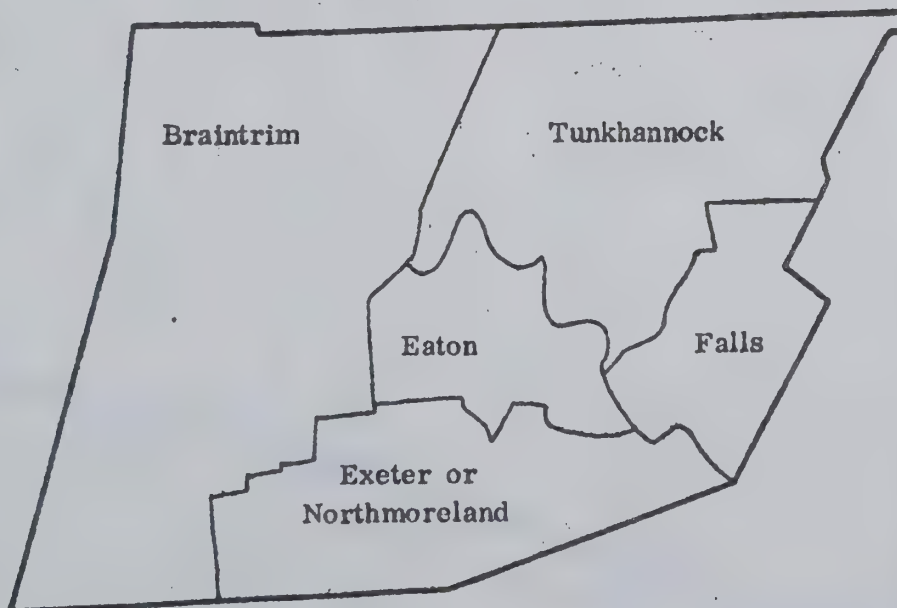 Braintrim
Tunkhannock
Eaton
Falls
Exeter or
Northmoreland